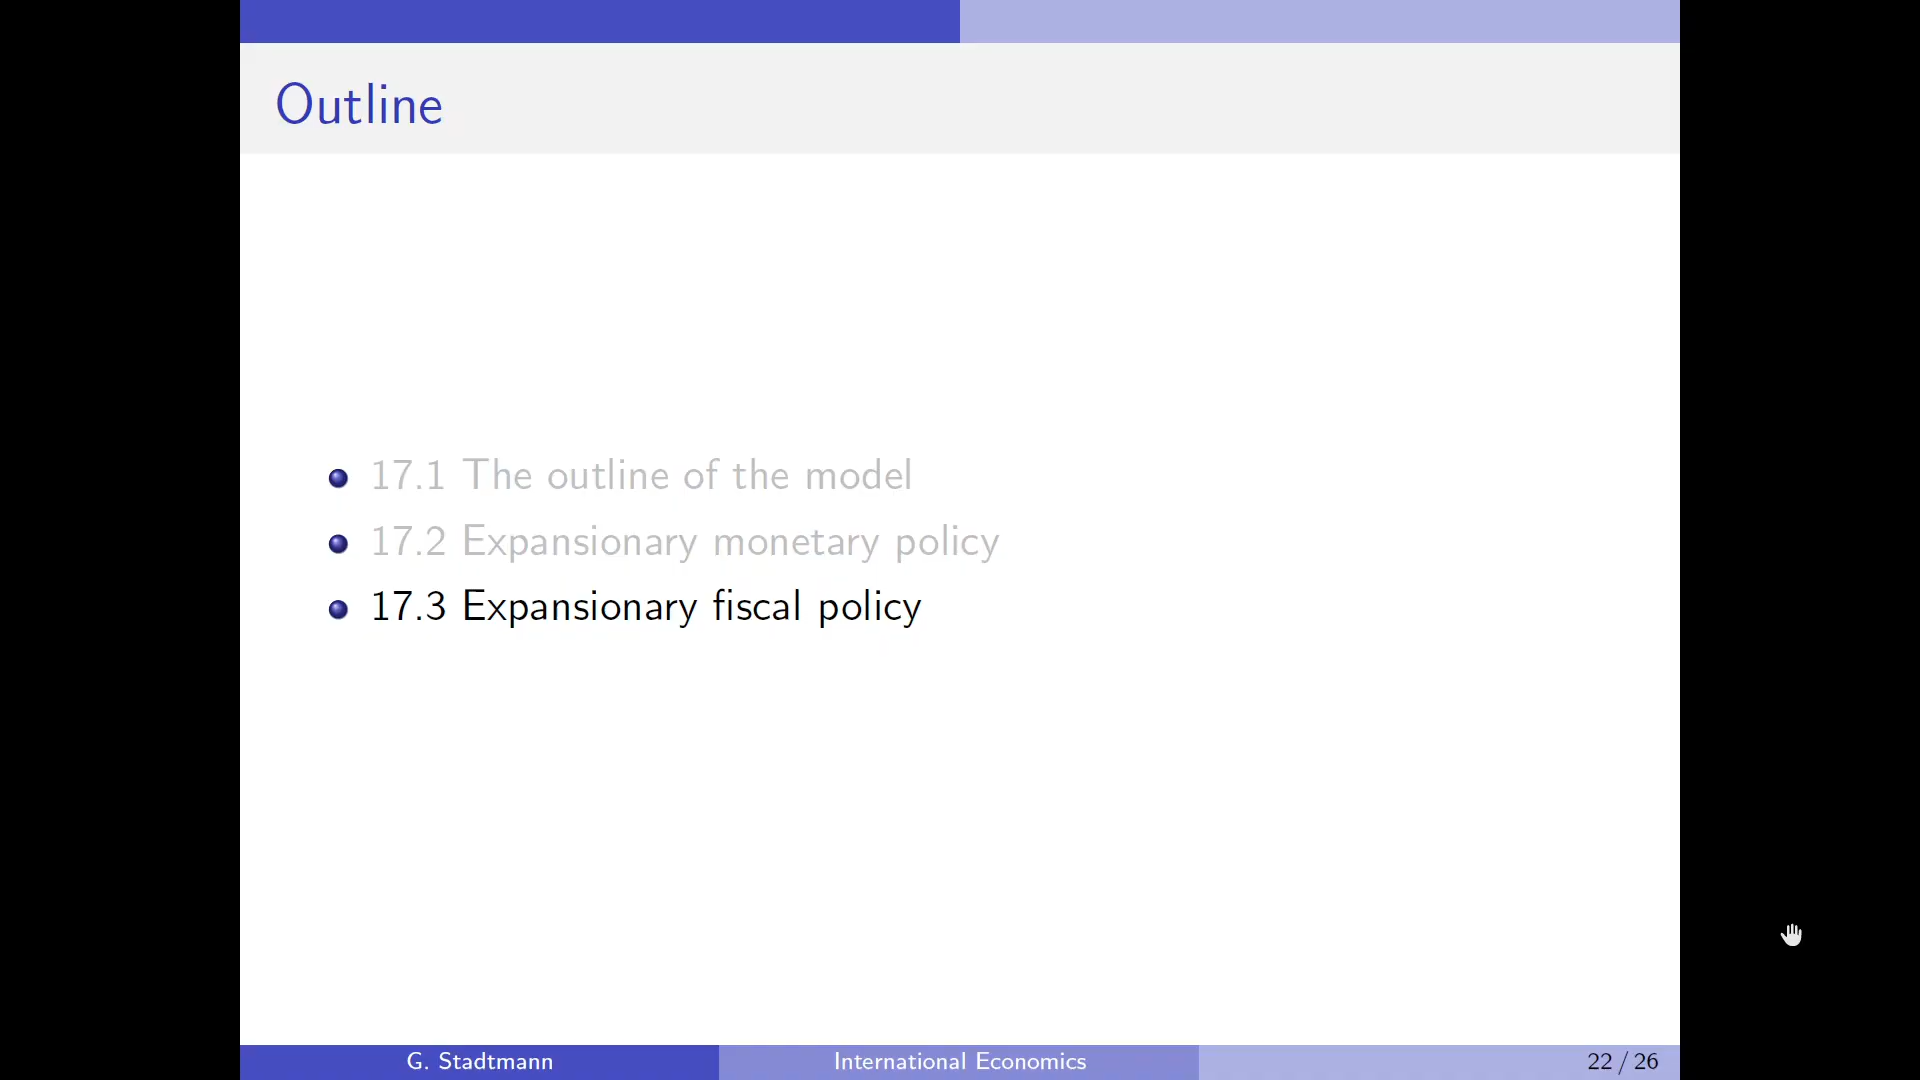 Outline
17.1 The outline of the model
17.2 Expansionary monetary policy
17.3 Expansionary fiscal policy
G. Stadtmann
International Economics
22 / 26